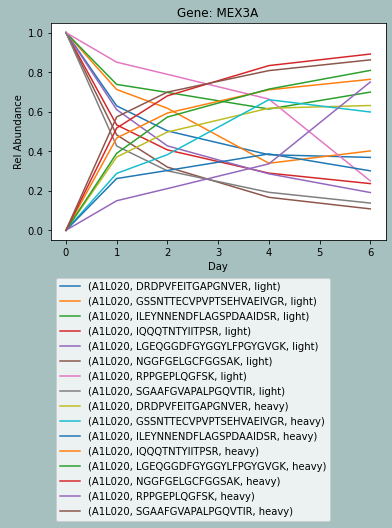 Gene: MEX3A
1.0
0.8
0.6
0.4
0.2
0.0
Rel Abundance
0 1 2 3 4 5 6
Day
(A1L020, DRDPVFEITGAPGNVER, light)
(A1L020, GSSNTTECVPVPTSEHVAEIVGR, light)
(A1L020, ILEYNNENDFLAGSPDAAIDSR, light)
(A1L020, IQQQTNTYIITPSR, light)
(A1L020, LGEQGGDFGYGGYLFPGYGVGK, light)
(A1L020, NGGFGELGCFGGSAK, light)
(A1L020, RPPGEPLQGFSK, light)
(A1L020, SGAAFGVAPALPGQVTIR, light)
(A1L020, DRDPVFEITGAPGNVER, heavy)
(A1L020, GSSNTTECVPVPTSEHVAEIVGR, heavy)
(A1L020, ILEYNNENDFLAGSPDAAIDSR, heavy)
(A1L020, IQQQTNTYIITPSR, heavy)
(A1L020, LGEQGGDFGYGGYLFPGYGVGK, heavy)
(A1L020, NGGFGELGCFGGSAK, heavy)
(A1L020, RPPGEPLQGFSK, heavy)
(A1L020, SGAAFGVAPALPGQVTIR, heavy)